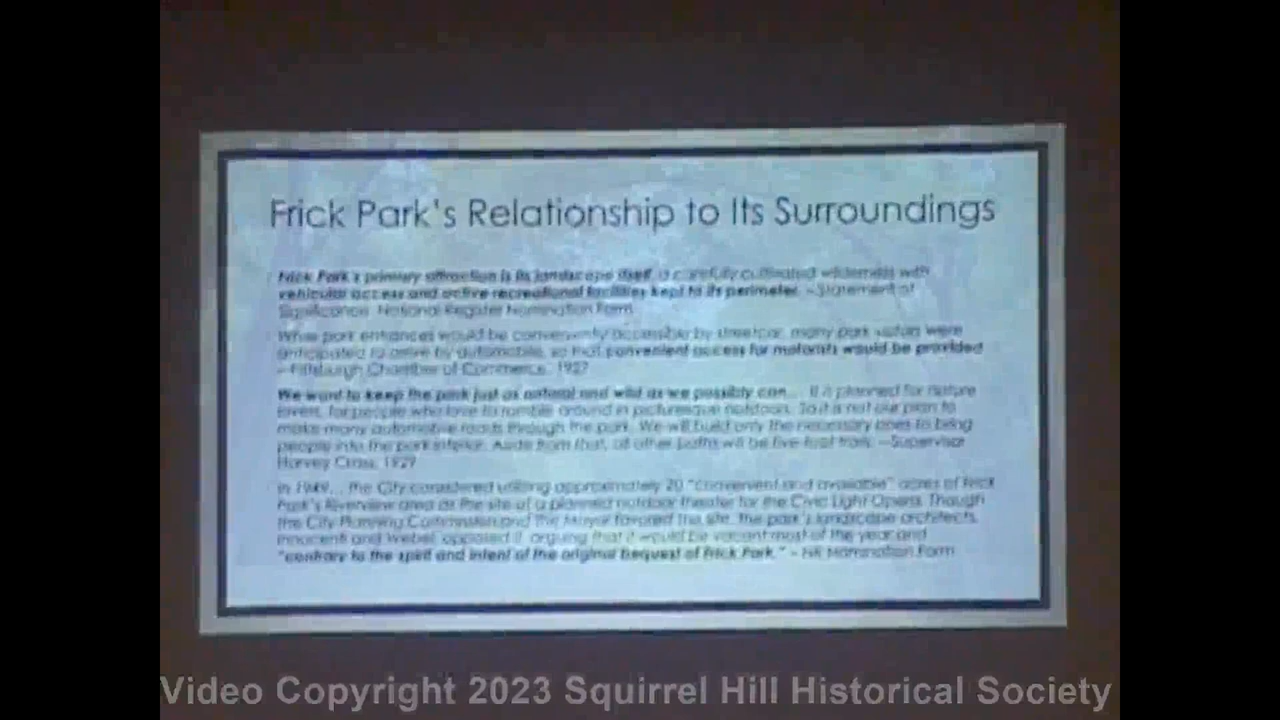 Frick Park's Relationship to Its Surroundings
Frick Park's primary attraction is its landscape itself, a carefully cultivated wilderness with
vehicular access and active recreational facilities kept to its perimeter. – Statement of
Significance, National Register Nomination Form
While park entrances would be conveniently accessible by streetcar, many park visitors were
anticipated to arrive by automobile, so that convenient access for motorists would be provided
– Pittsburgh Chamber of Commerce, 1927
We want to keep the park just as natural and wild as we possibly can... It is planned for nature
lovers, for people who love to ramble around in picturesque outdoors. So it is not our plan to
make many automobile roads through the park. We will build only the necessary ones to bring
people into the park interior. Aside from that, all other paths will be five-foot trails. –Supervisor
Harvey Cross, 1929
In 1949... the City considered utilizing approximately 20 "convenient and available" acres of Frick
Park's Riverview area as the site of a planned outdoor theater for the Civic Light Opera. Though
the City Planning Commission and the Mayor favored the site, the park's landscape architects,
Innocenti and Webel opposed it, arguing that it would be vacant most of the year and
"contrary to the spirit and intent of the original bequest of Frick Park." – NR Nomination Form
Video Copyright 2023 Squirrel Hill Historical Society